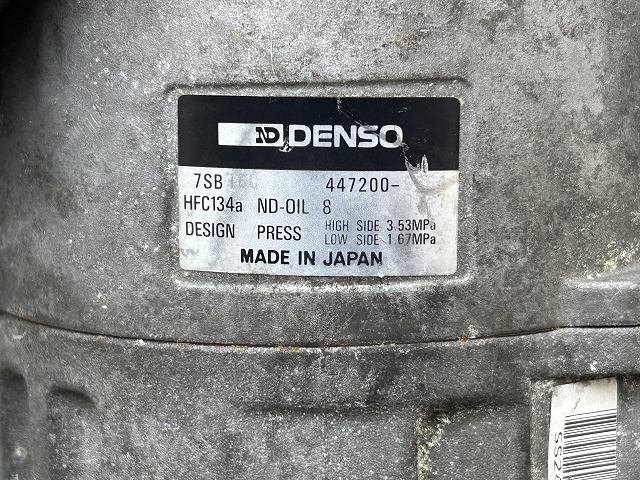 ND DENSO
7SB 447200-
HFC134a ND-OIL 8
DESIGN PRESS HIGH SIDE 3.53MPa
LOW SIDE 1.67MPa
MADE IN JAPAN